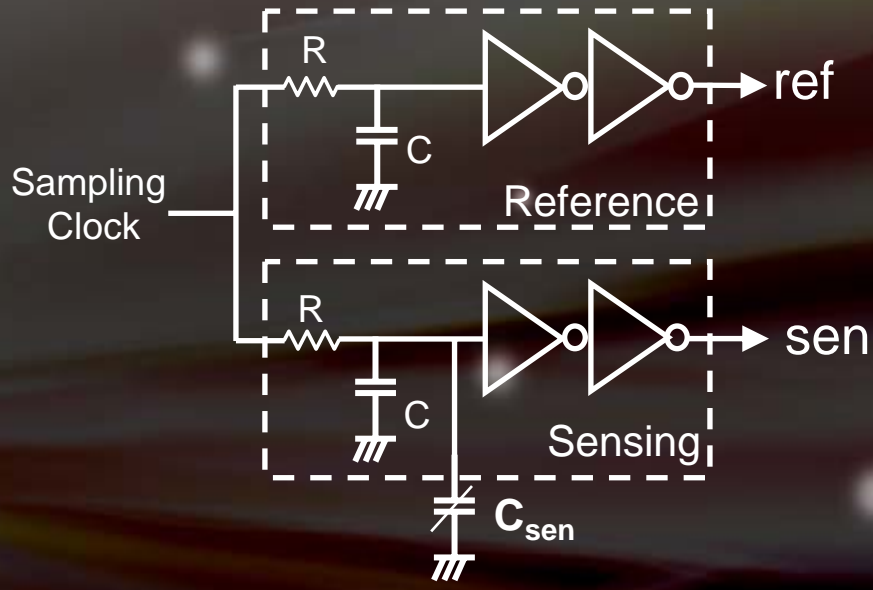 R
ref
C
Sampling
Clock
Reference
R
sen
C
Sensing
Csen